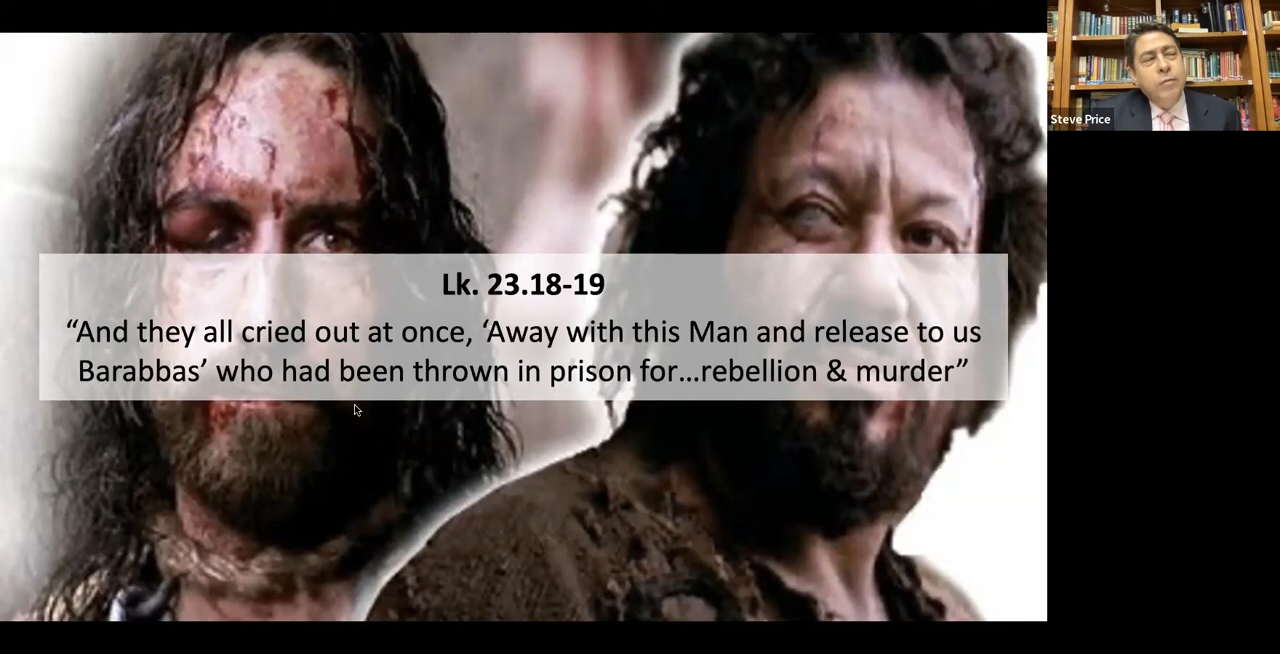 Lk. 23.18-19
“And they all cried out at once, ‘Away with this Man and release to us
Barabbas’ who had been thrown in prison for…rebellion & murder”
Steve Price